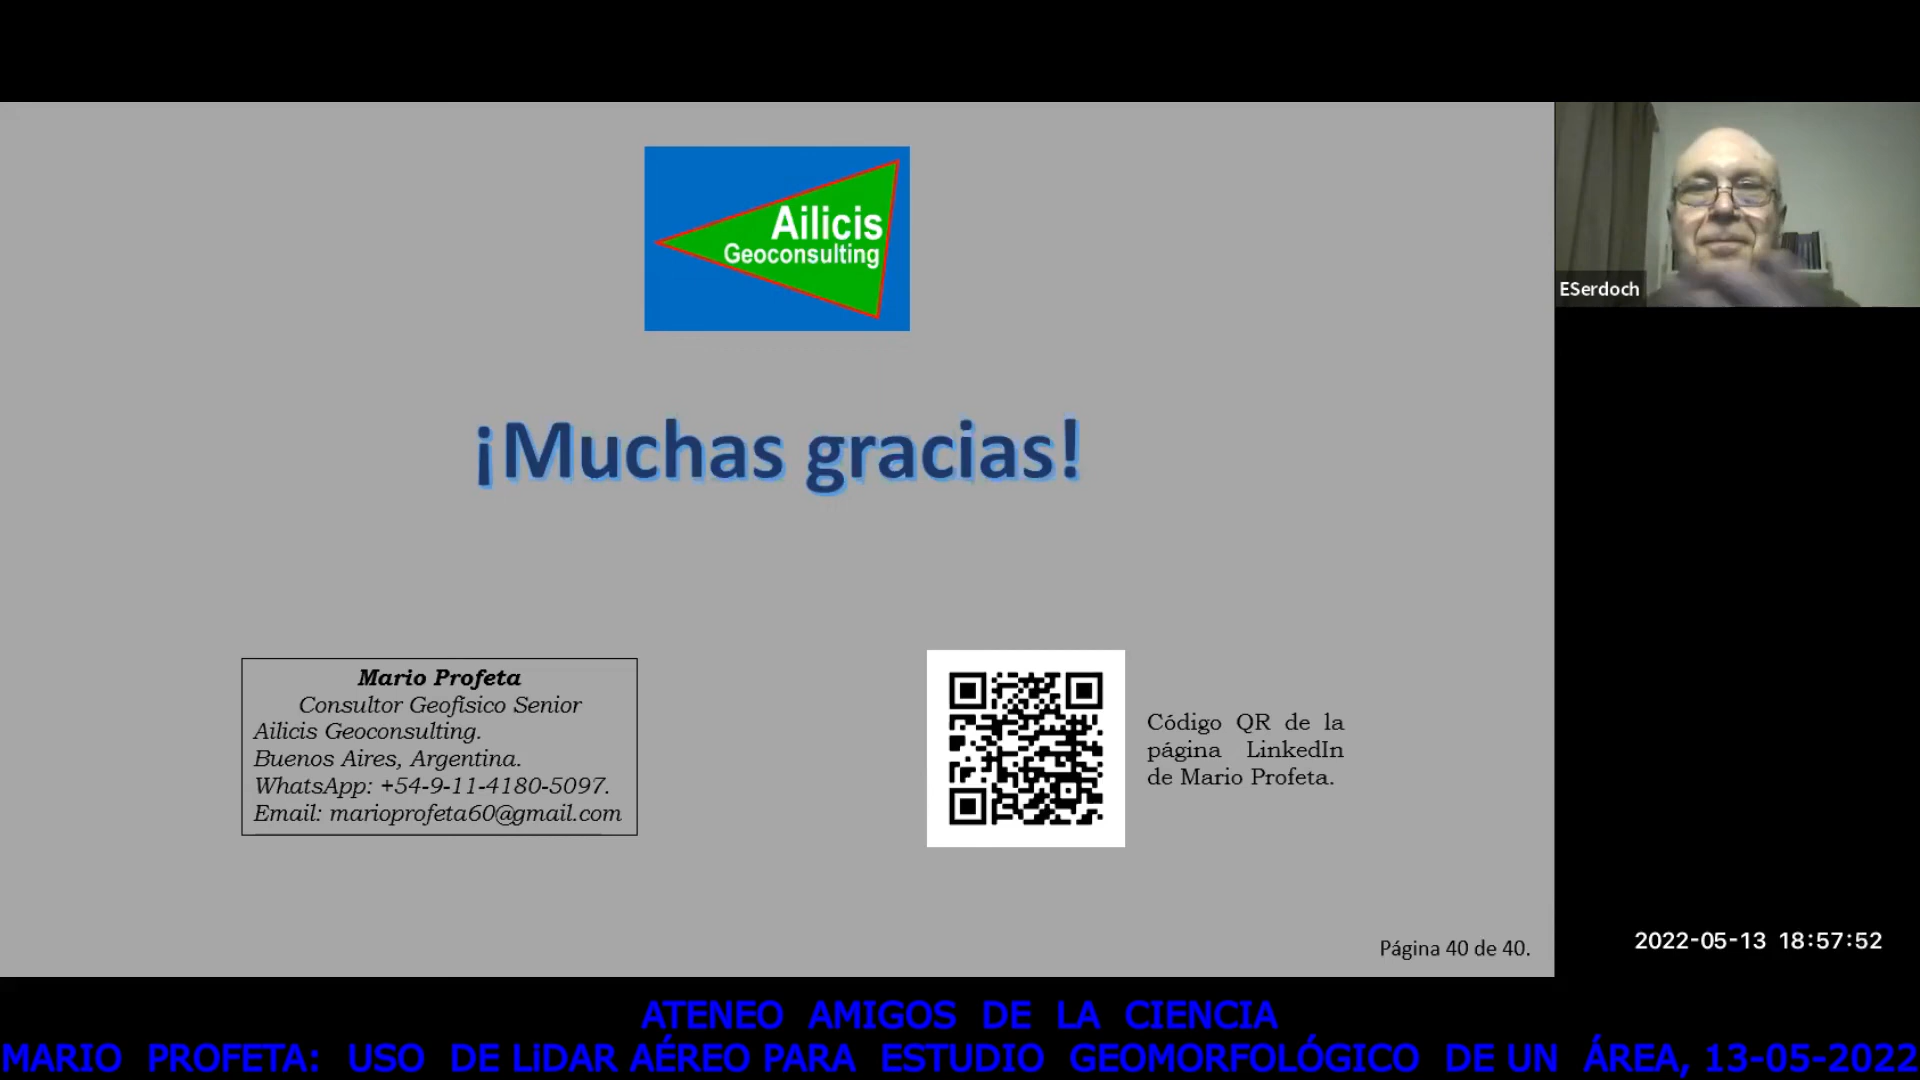 Ailicis
Geoconsulting
ESerdoch
¡Muchas gracias!
Mario Profeta
Consultor Geofísico Senior
Ailicis Geoconsulting.
Buenos Aires, Argentina.
WhatsApp: +54-9-11-4180-5097.
Email: marioprofeta60@gmail.com
Código QR de la
página LinkedIn
de Mario Profeta.
Página 40 de 40.
2022-05-13 18:57:52
ATENEO AMIGOS DE LA CIENCIA
MARIO PROFETA: USO DE LiDAR AÉREO PARA ESTUDIO GEOMORFOLÓGICO DE UN ÁREA, 13-05-2022